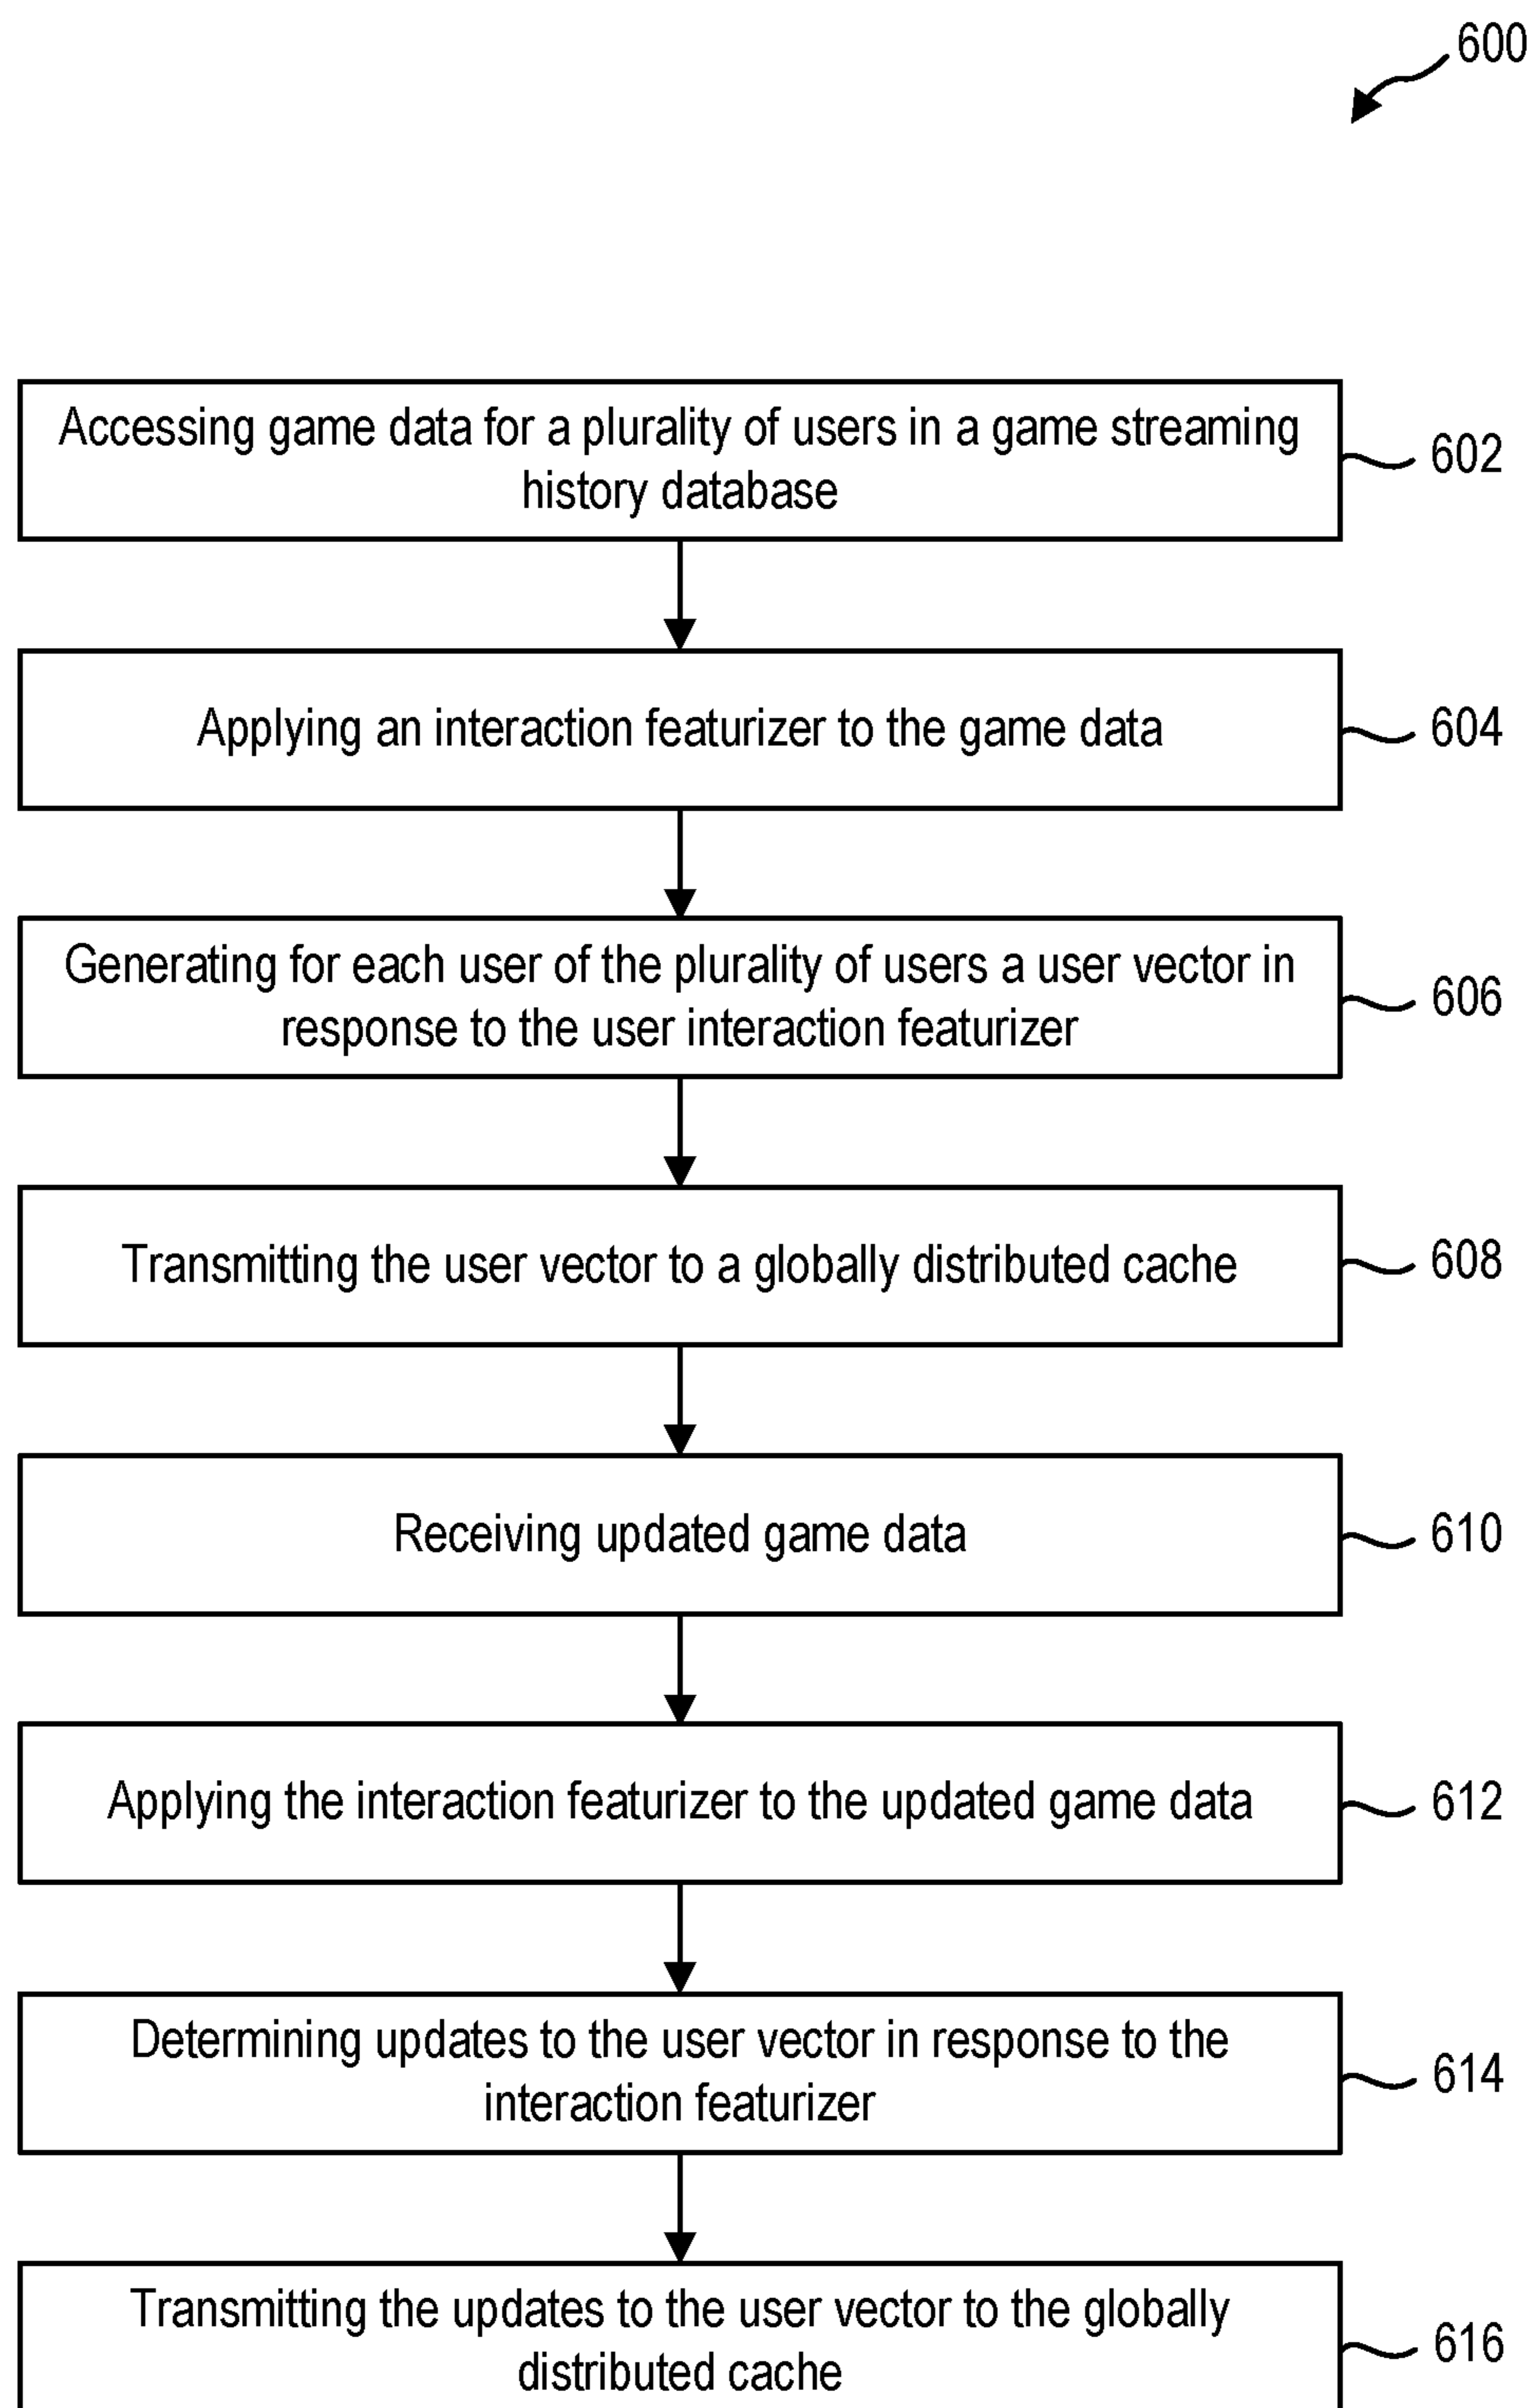 600
Accessing game data for a plurality of users in a game streaming
history database
602
Applying an interaction featurizer to the game data
604
Generating for each user of the plurality of users a user vector in
response to the user interaction featurizer
606
Transmitting the user vector to a globally distributed cache
608
Receiving updated game data
610
Applying the interaction featurizer to the updated game data
612
Determining updates to the user vector in response to the
interaction featurizer
614
Transmitting the updates to the user vector to the globally
distributed cache
616